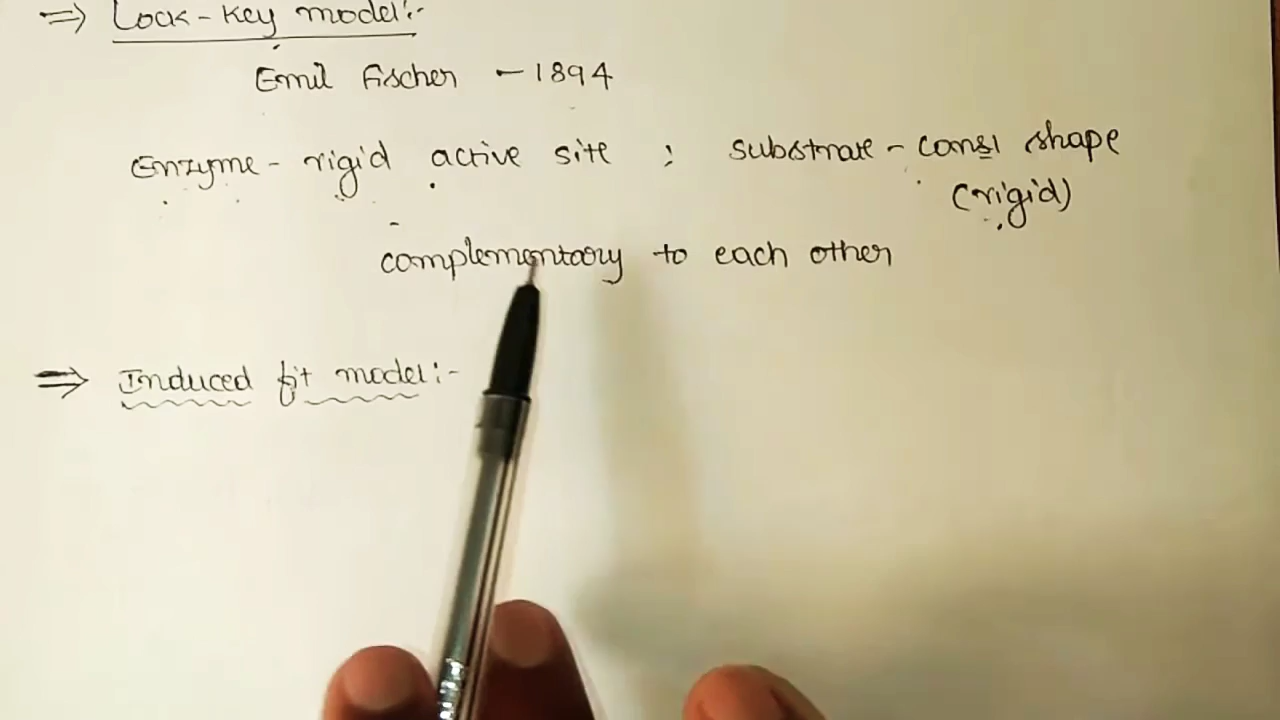 ⇒ Lock-Key model:-
Emil Fischer - 1894
Enzyme - rigid active site ; substrate - const shape
(rigid)
complementary to each other
⇒ Induced fit model:-